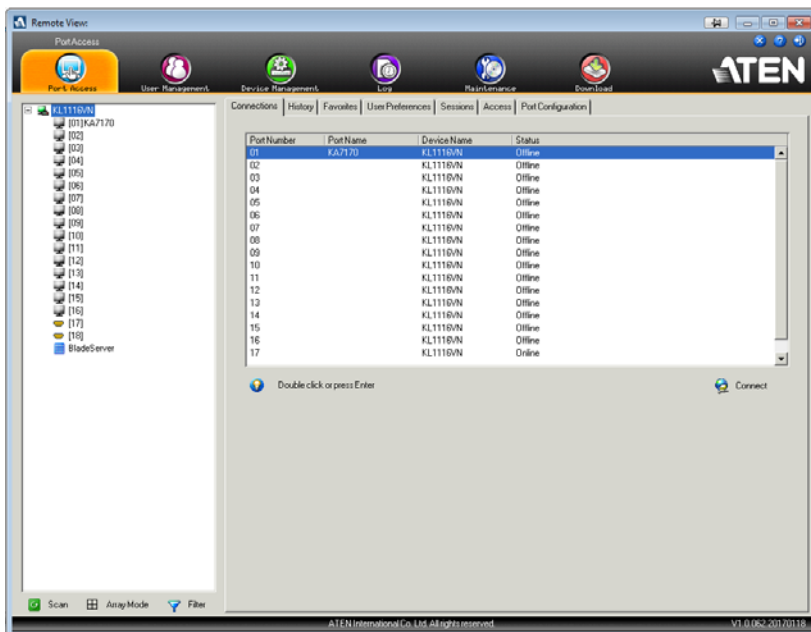 Remote View:
PortAccess
Port Access User Management Device Management Log Maintenance Download
ATEN
KL1116VN
[01]KA7170
[02]
[03]
[04]
[05]
[06]
[07]
[08]
[09]
[10]
[11]
[12]
[13]
[14]
[15]
[16]
[17]
[18]
BladeServer
Scan Array Mode Filter
Connections History Favorites User Preferences Sessions Access Port Configuration
Port Number Port Name Device Name Status
01 KA7170 KL1116VN Offline
02 KL1116VN Offline
03 KL1116VN Offline
04 KL1116VN Offline
05 KL1116VN Offline
06 KL1116VN Offline
07 KL1116VN Offline
08 KL1116VN Offline
09 KL1116VN Offline
10 KL1116VN Offline
11 KL1116VN Offline
12 KL1116VN Offline
13 KL1116VN Offline
14 KL1116VN Offline
15 KL1116VN Offline
16 KL1116VN Offline
17 KL1116VN Online
Double click or press Enter
Connect
ATEN International Co. Ltd. All rights reserved.
V1.0.062.20170118